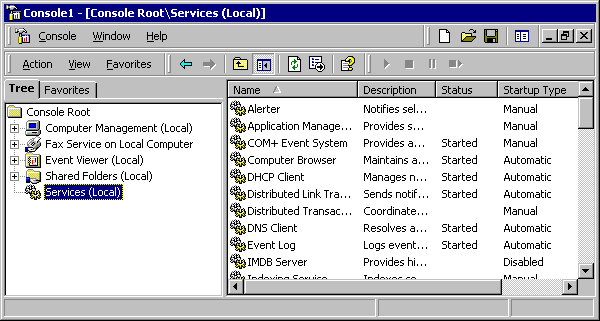 Console1 - [Console Root\Services (Local)]
Console Window Help
Action View Favorites
Tree Favorites
Console Root
Computer Management (Local)
Fax Service on Local Computer
Event Viewer (Local)
Shared Folders (Local)
Services (Local)
Name Description Status Startup Type
Alerter Notifies sel... Manual
Application Manage... Provides s... Manual
COM+ Event System Provides a... Started Manual
Computer Browser Maintains a... Started Automatic
DHCP Client Manages n... Started Automatic
Distributed Link Tra... Sends notif... Started Automatic
Distributed Transac... Coordinate... Manual
DNS Client Resolves a... Started Automatic
Event Log Logs event... Started Automatic
IMDB Server Provides hi... Disabled
Indexing Service Indexes co... Manual